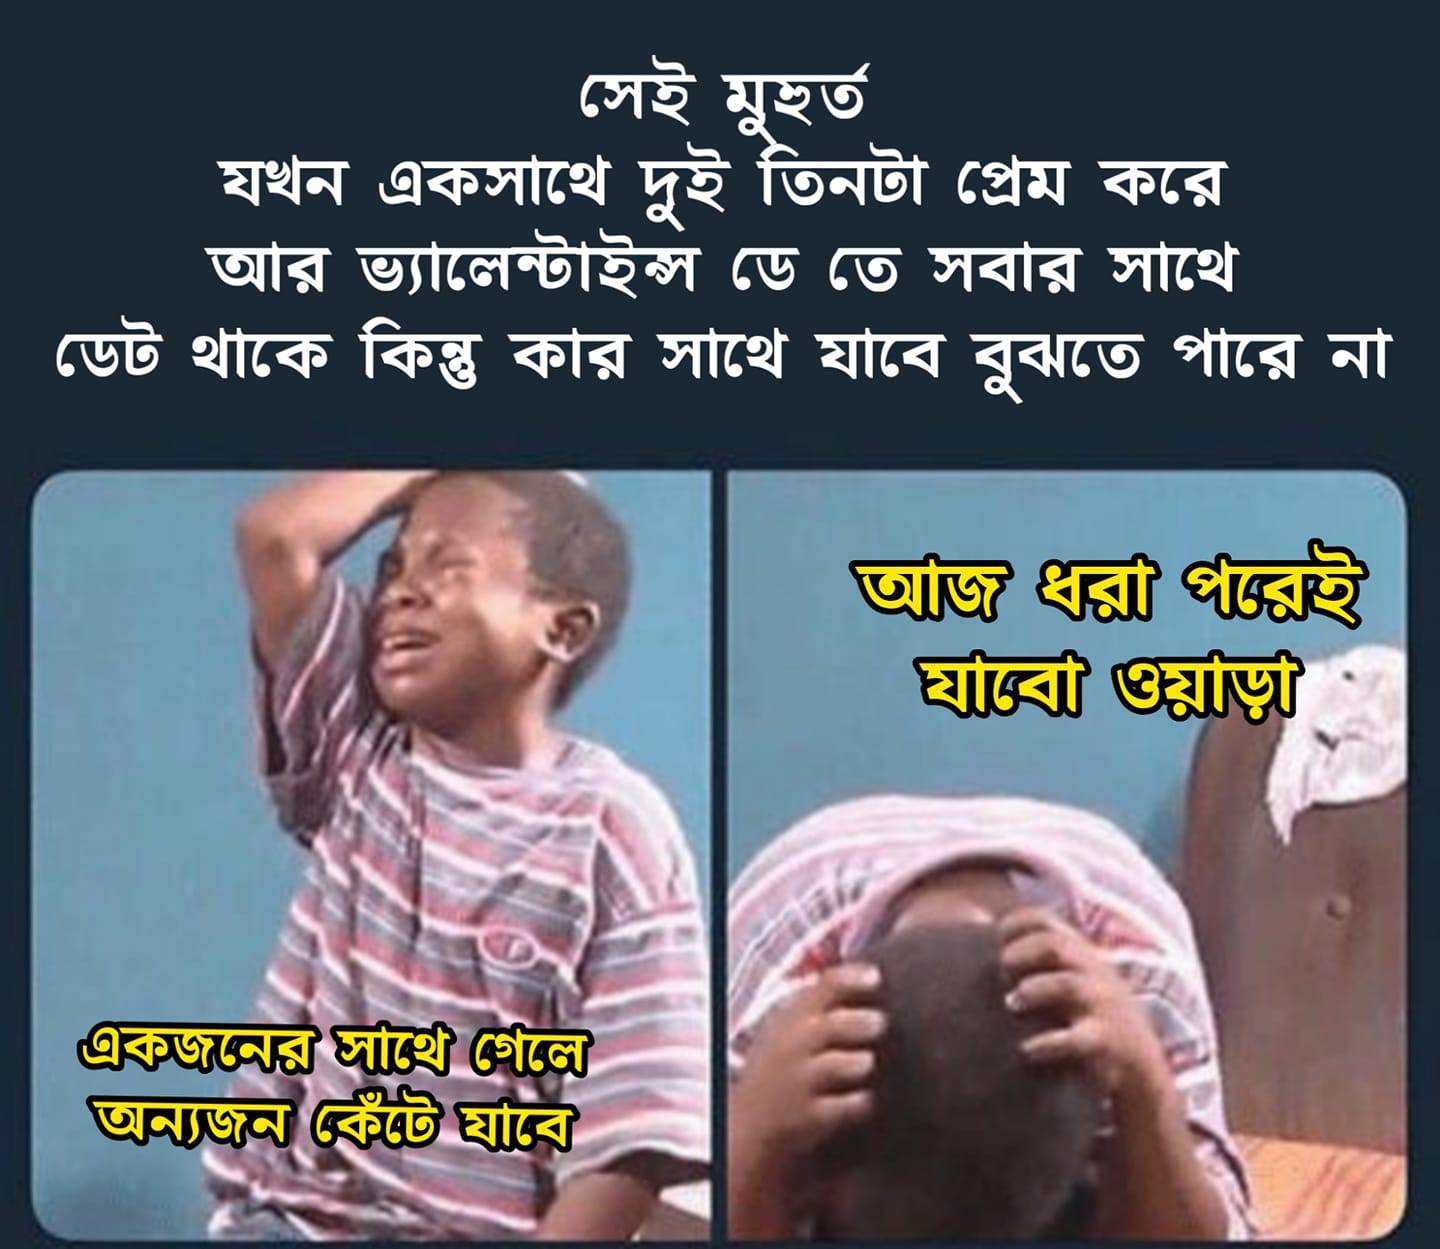 সেই মুহুর্ত
যখন একসাথে দুই তিনটা প্রেম করে
আর ভ্যালেন্টাইন্স ডে তে সবার সাথে
ডেট থাকে কিন্তু কার সাথে যাবে বুঝতে পারে না
আজ ধরা পরেই
যাবো ওয়াড়া
একজনের সাথে গেলে
অন্যজন কেঁটে যাবে